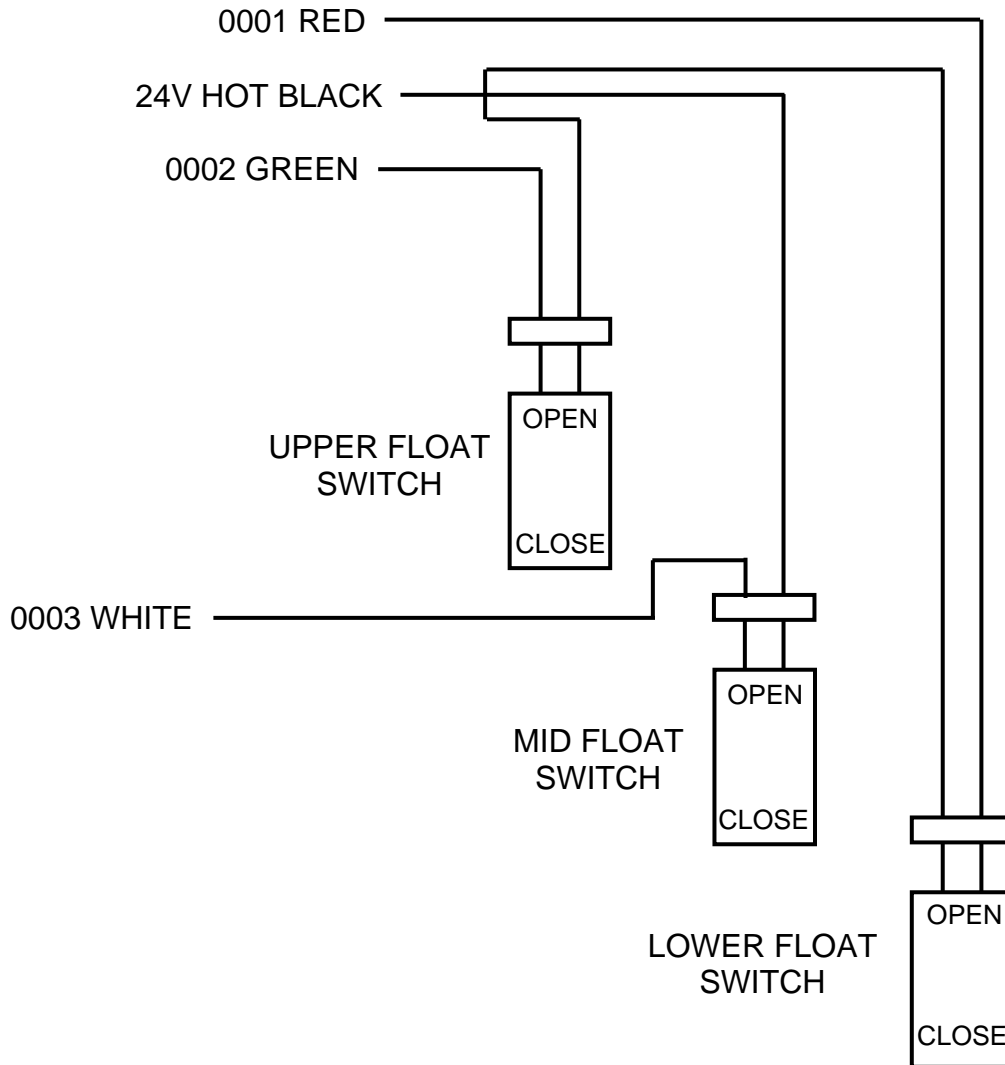 0001 RED
24V HOT BLACK
0002 GREEN
OPEN
UPPER FLOAT
SWITCH
CLOSE
0003 WHITE
OPEN
MID FLOAT
SWITCH
CLOSE
OPEN
LOWER FLOAT
SWITCH
CLOSE